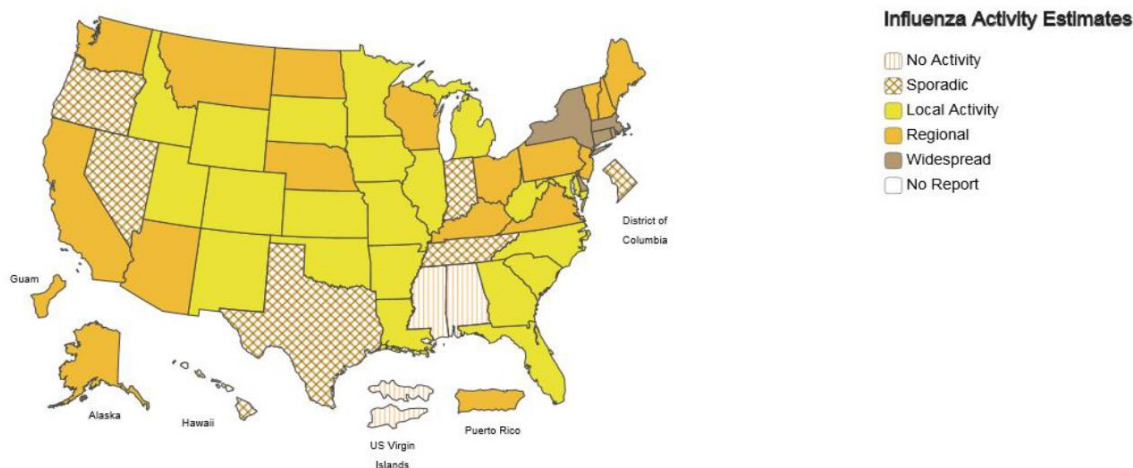 Influenza Activity Estimates
No Activity
Sporadic
Local Activity
Regional
Widespread
No Report
District of
Columbia
Guam
Alaska
Hawaii
US Virgin
Islands
Puerto Rico